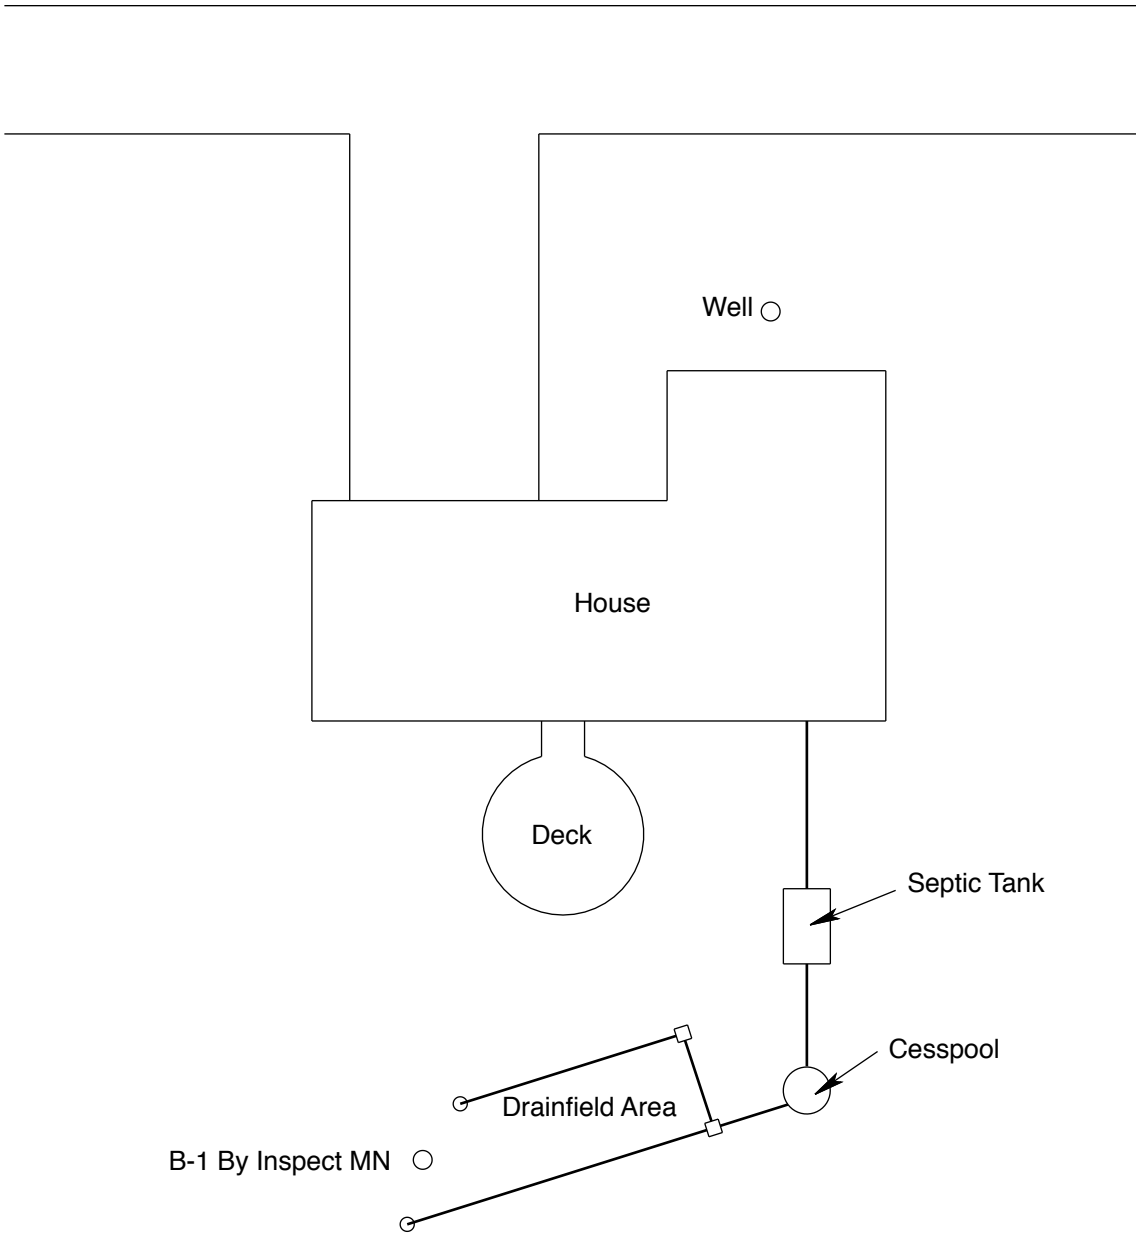 Well
House
Deck
Septic Tank
Cesspool
Drainfield Area
B-1 By Inspect MN